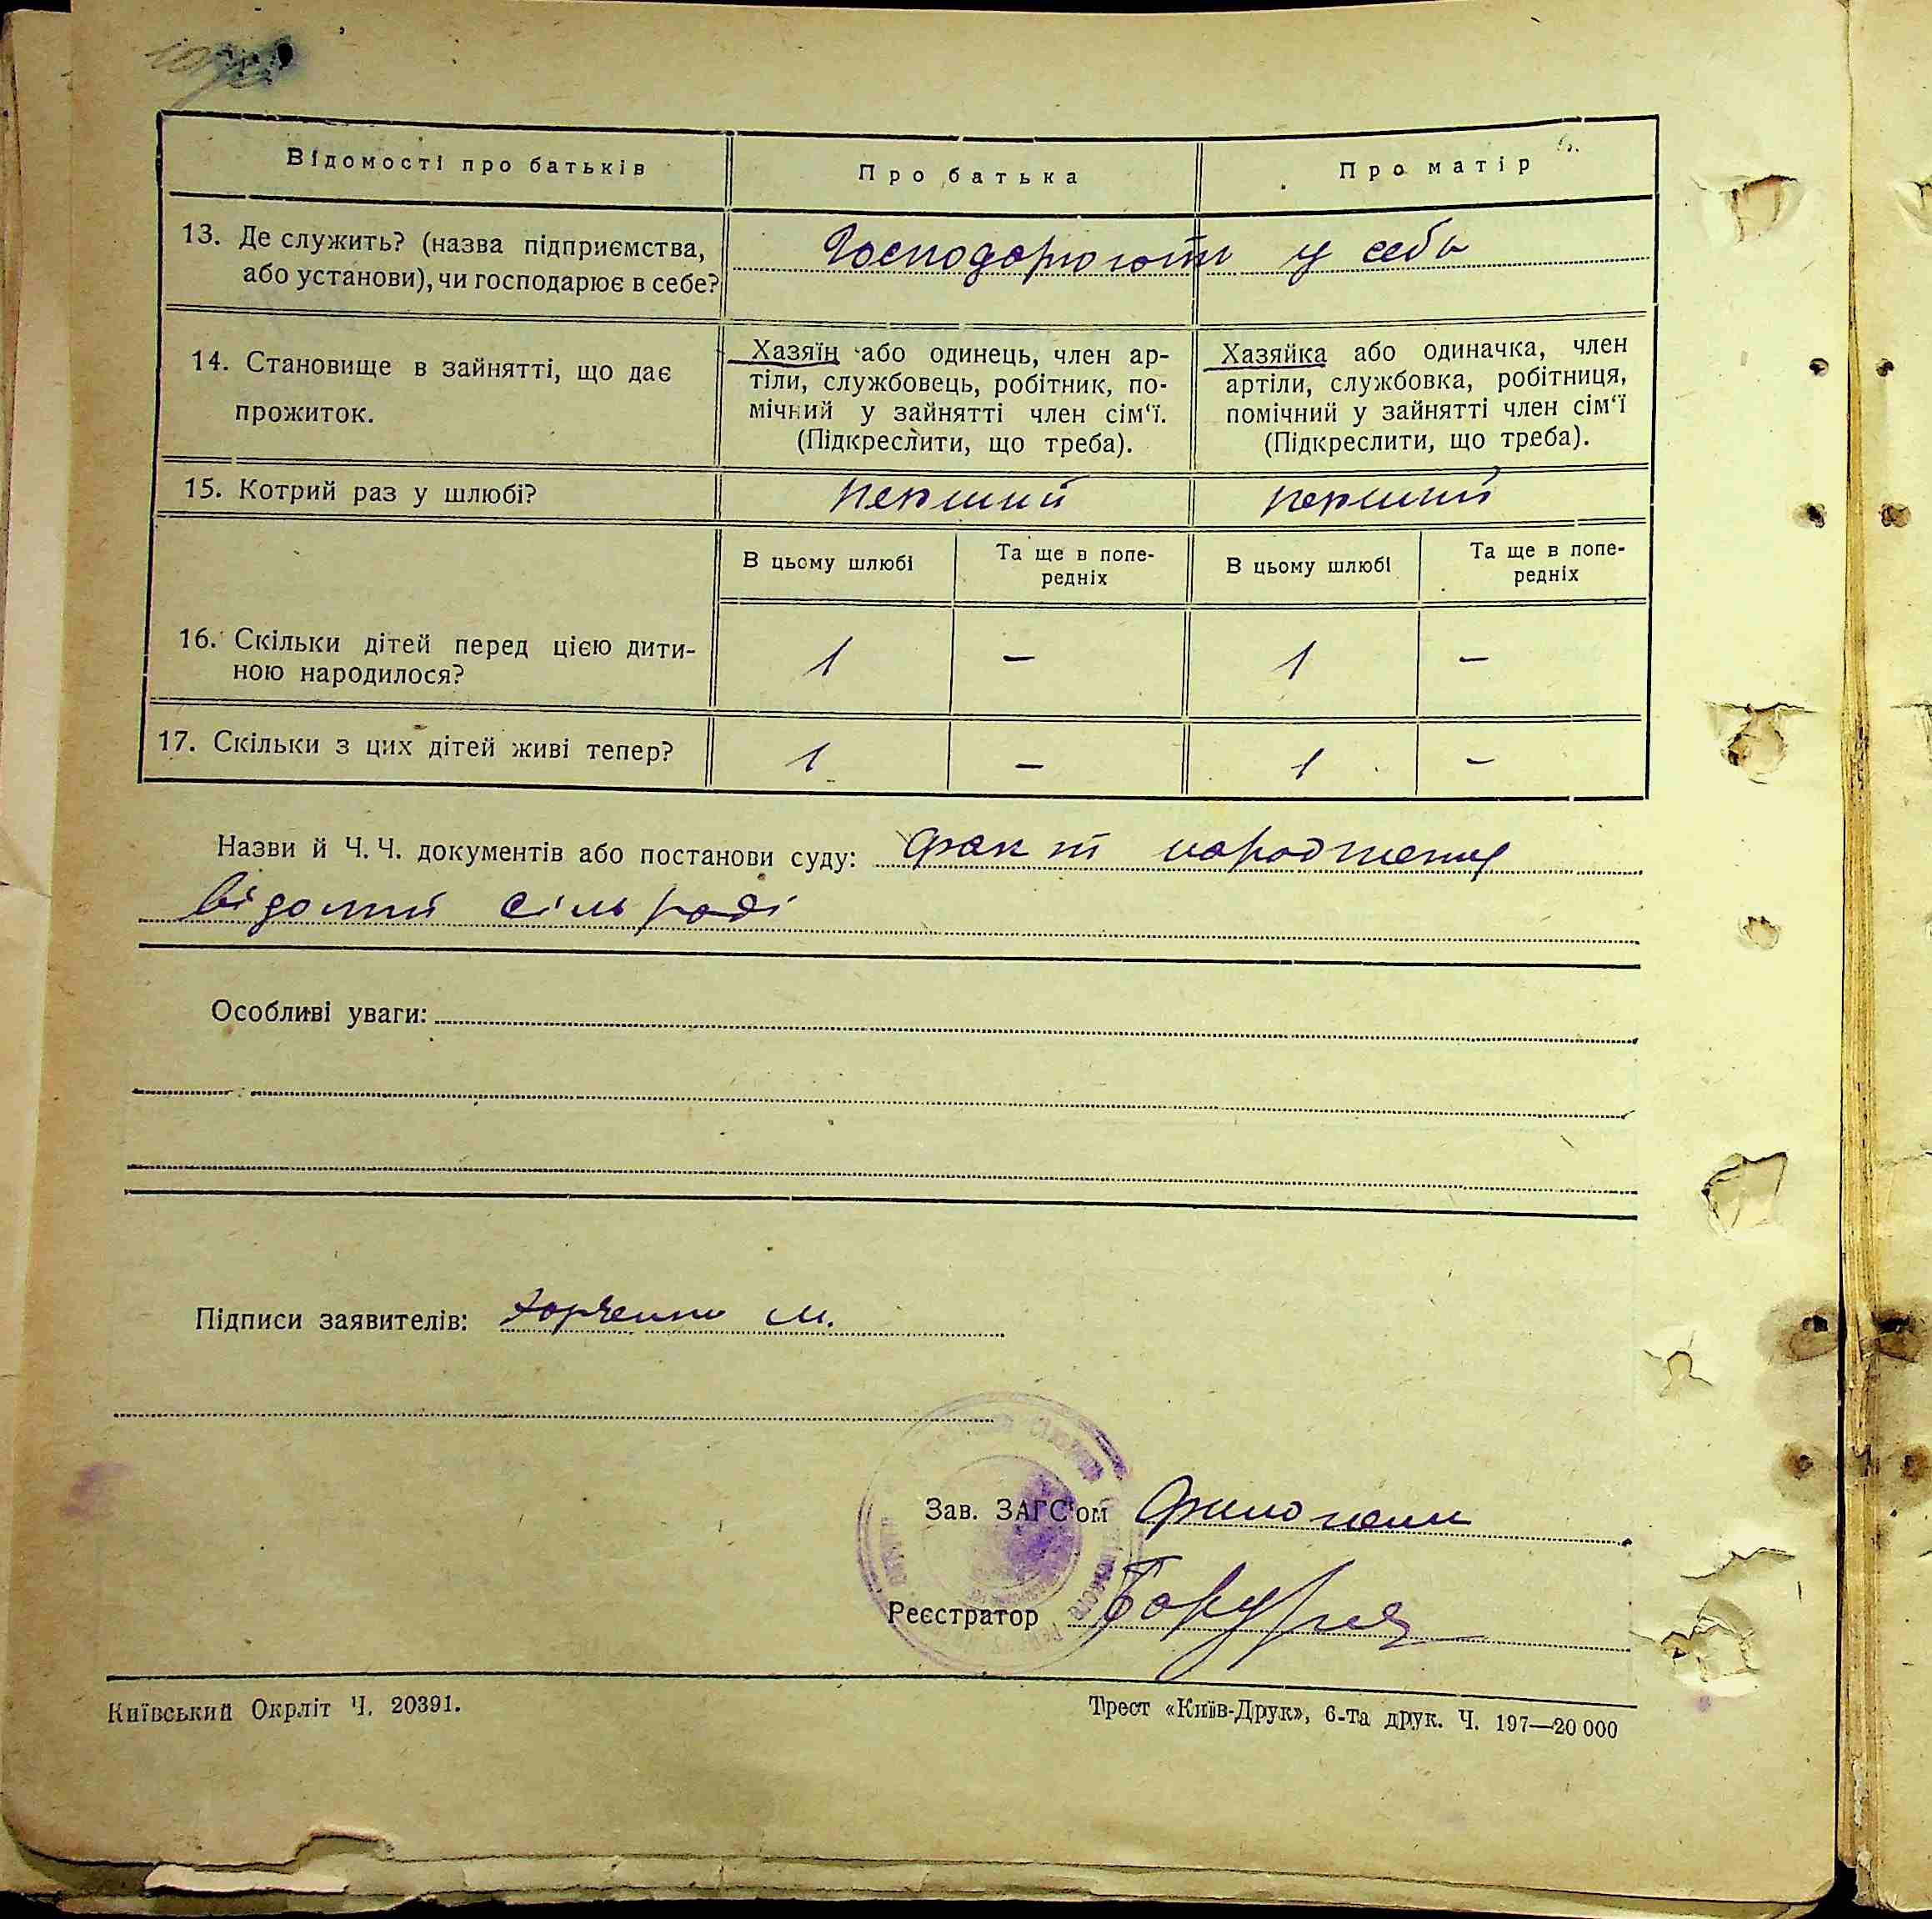 Відомості про батьків
Про батька
Про матір
13. Де служить? (назва підприємства,
або установи), чи господарює в себе?
Господорюють у себь
14. Становище в зайнятті, що дає
прожиток.
Хазяїн або одинець, член ар-
тіли, службовець, робітник, по-
мічний у зайнятті член сім‘ї.
(Підкреслити, що треба).
Хазяйка або одиначка, член
артіли, службовка, робітниця,
помічний у зайнятті член сім‘ї
(Підкреслити, що треба).
15. Котрий раз у шлюбі?
перший
перший
В цьому шлюбі
Та ще в попе-
редніх
В цьому шлюбі
Та ще в попе-
редніх
16. Скільки дітей перед цією дити-
ною народилося?
1
—
1
—
17. Скільки з цих дітей живі тепер?
1
—
1
—
Назви й Ч. Ч. документів або постанови суду: факт народження
відомий сільраді
Особливі уваги:
Підписи заявителів: М.
Зав. ЗАГС‘ом
Реєстратор
Київський Окрліт Ч. 20391.
Трест «Київ-Друк», 6-та друк. Ч. 197—20 000